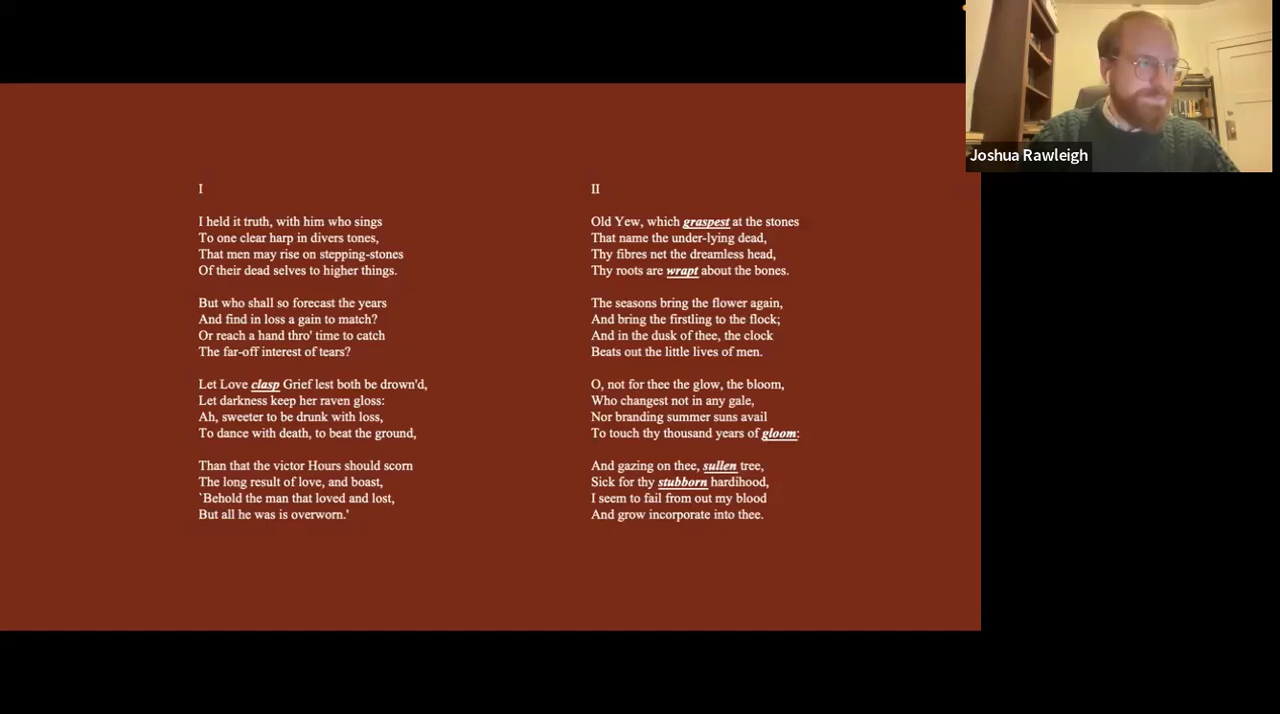 I
I held it truth, with him who sings
To one clear harp in divers tones,
That men may rise on stepping-stones
Of their dead selves to higher things.
But who shall so forecast the years
And find in loss a gain to match?
Or reach a hand thro' time to catch
The far-off interest of tears?
Let Love clasp Grief lest both be drown'd,
Let darkness keep her raven gloss:
Ah, sweeter to be drunk with loss,
To dance with death, to beat the ground,
Than that the victor Hours should scorn
The long result of love, and boast,
`Behold the man that loved and lost,
But all he was is overworn.'
II
Old Yew, which graspest at the stones
That name the under-lying dead,
Thy fibres net the dreamless head,
Thy roots are wrapt about the bones.
The seasons bring the flower again,
And bring the firstling to the flock;
And in the dusk of thee, the clock
Beats out the little lives of men.
O, not for thee the glow, the bloom,
Who changest not in any gale,
Nor branding summer suns avail
To touch thy thousand years of gloom:
And gazing on thee, sullen tree,
Sick for thy stubborn hardihood,
I seem to fail from out my blood
And grow incorporate into thee.
Joshua Rawleigh